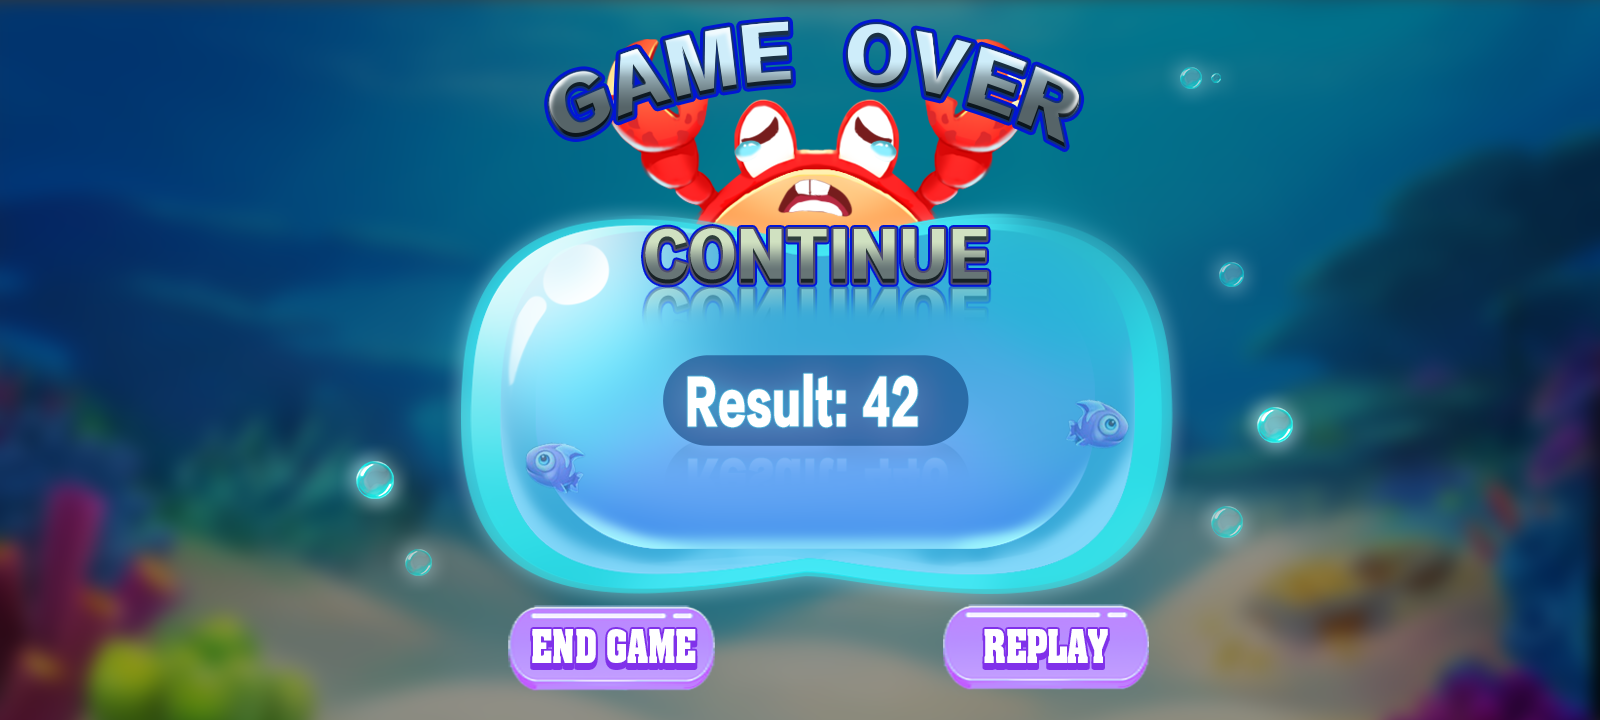 GAME OVER
CONTINUE
Result: 42
END GAME
REPLAY